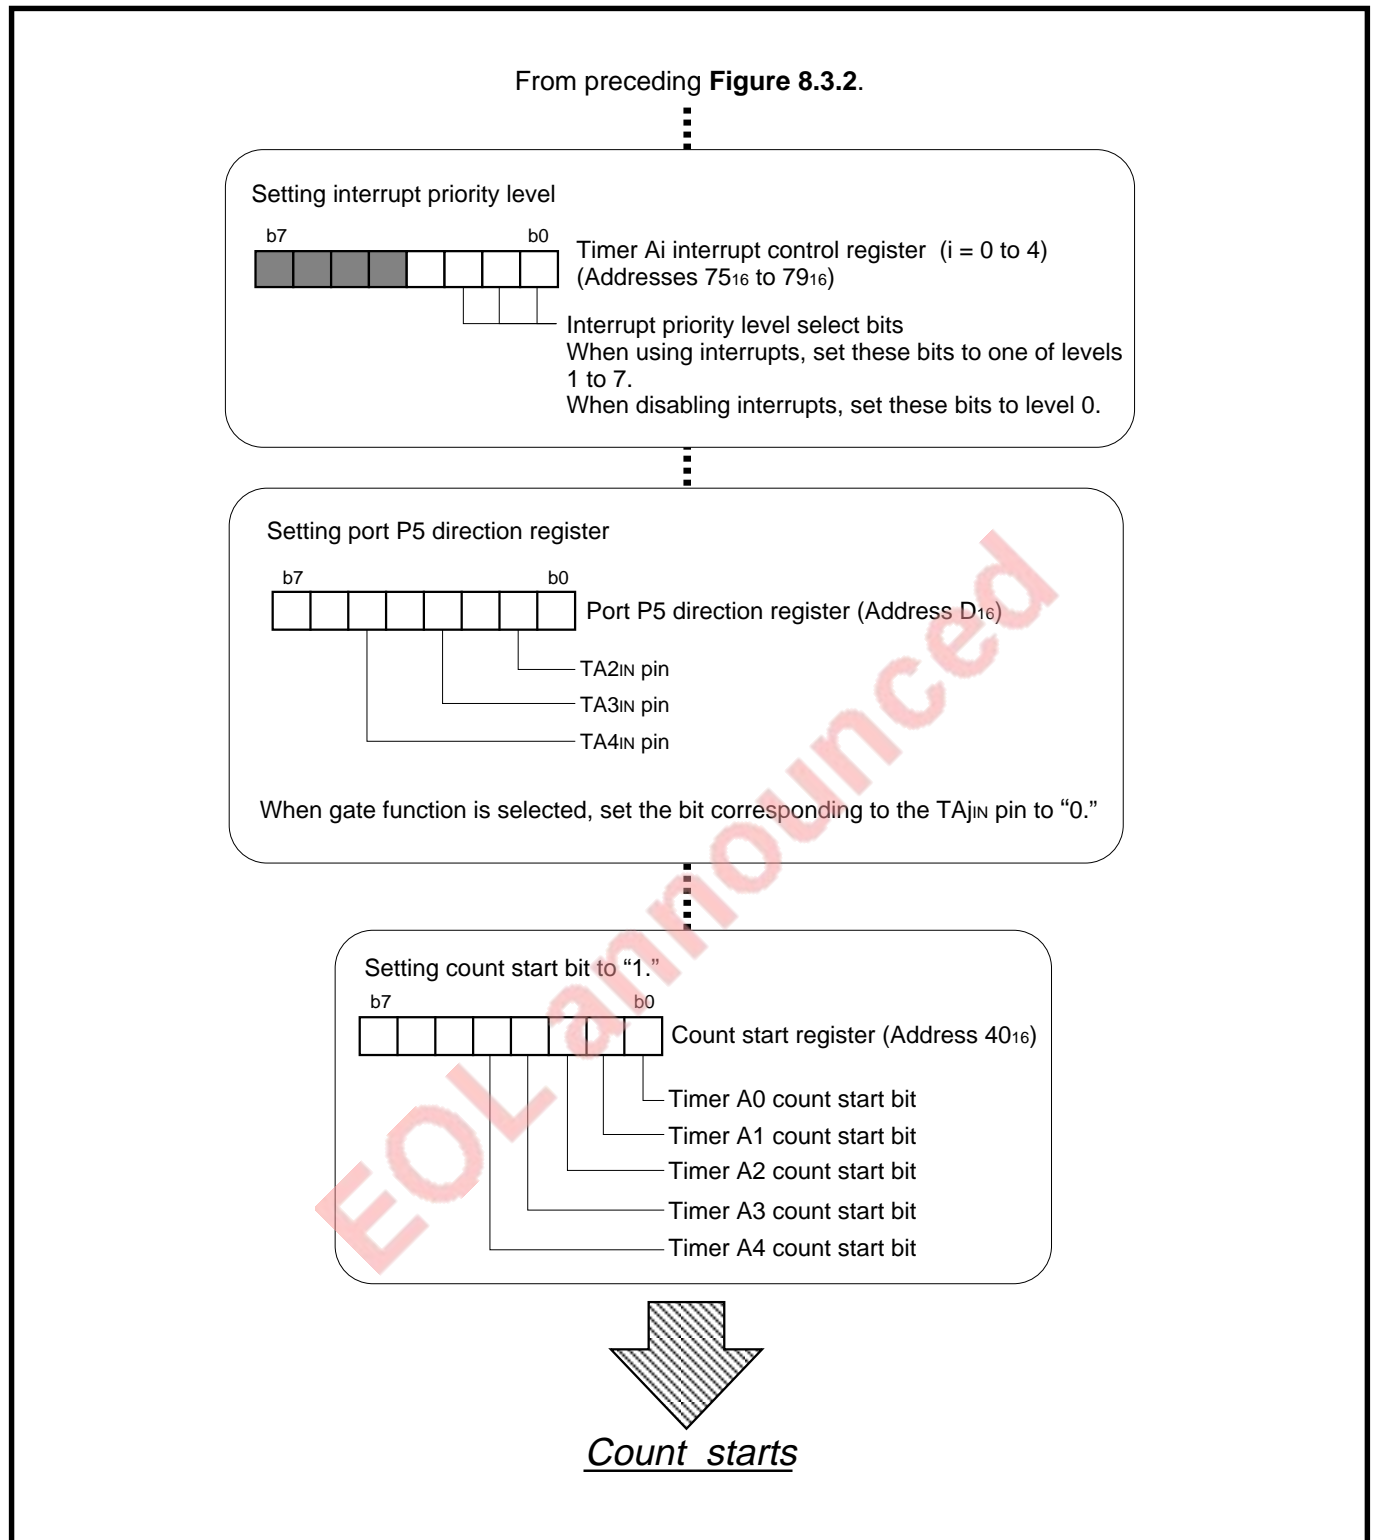 From preceding Figure 8.3.2.
Setting interrupt priority level
b7 b0
Timer Ai interrupt control register (i = 0 to 4)
(Addresses 7516 to 7916)
Interrupt priority level select bits
When using interrupts, set these bits to one of levels
1 to 7.
When disabling interrupts, set these bits to level 0.
Setting port P5 direction register
b7 b0
Port P5 direction register (Address D16)
TA2IN pin
TA3IN pin
TA4IN pin
When gate function is selected, set the bit corresponding to the TAjIN pin to “0.”
Setting count start bit to “1.”
b7 b0
Count start register (Address 4016)
Timer A0 count start bit
Timer A1 count start bit
Timer A2 count start bit
Timer A3 count start bit
Timer A4 count start bit
Count starts
EOL announced